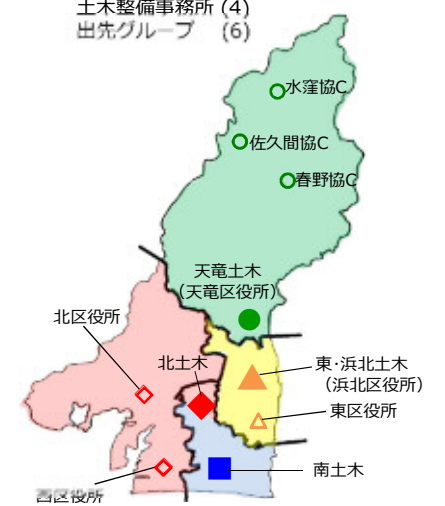 土木整備事務所 (4)
出先グループ (6)
水窪協C
佐久間協C
春野協C
天竜土木
(天竜区役所)
北区役所
北土木
東・浜北土木
(浜北区役所)
東区役所
南土木
西区役所